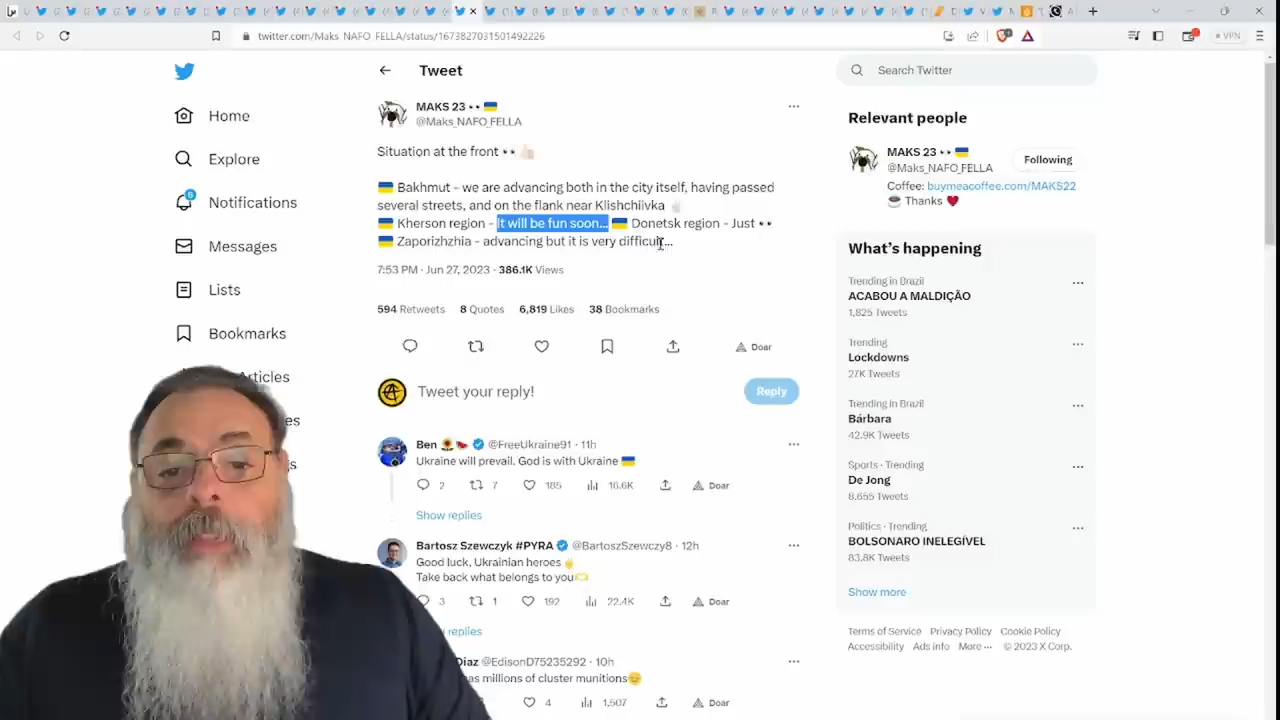 twitter.com/Maks_NAFO_FELLA/status/1673827031501492226
VPN
Home
Explore
6
Notifications
Messages
Lists
Bookmarks
Articles
Tweet
MAKS 23
@Maks_NAFO_FELLA
Situation at the front
Bakhmut - we are advancing both in the city itself, having passed
several streets, and on the flank near Klishchiivka
Kherson region - It will be fun soon... Donetsk region - Just
Zaporizhzhia - advancing but it is very difficult...
7:53 PM · Jun 27, 2023 · 386.1K Views
594 Retweets 8 Quotes 6,819 Likes 38 Bookmarks
Doar
Tweet your reply!
Reply
Ben @FreeUkraine91 · 11h
Ukraine will prevail. God is with Ukraine
2 7 185 16.6K Doar
Show replies
Bartosz Szewczyk #PYRA @BartoszSzewczy8 · 12h
Good luck, Ukrainian heroes
Take back what belongs to you
3 1 192 22.4K Doar
replies
Diaz @EdisonD75235292 · 10h
has millions of cluster munitions
4 1,507 Doar
Search Twitter
Relevant people
MAKS 23
@Maks_NAFO_FELLA
Following
Coffee: buymeacoffee.com/MAKS22
Thanks
What's happening
Trending in Brazil
ACABOU A MALDIÇÃO
1,825 Tweets
Trending
Lockdowns
27K Tweets
Trending in Brazil
Bárbara
42.9K Tweets
Sports · Trending
De Jong
8,655 Tweets
Politics · Trending
BOLSONARO INELEGÍVEL
83.8K Tweets
Show more
Terms of Service Privacy Policy Cookie Policy
Accessibility Ads info More ··· © 2023 X Corp.